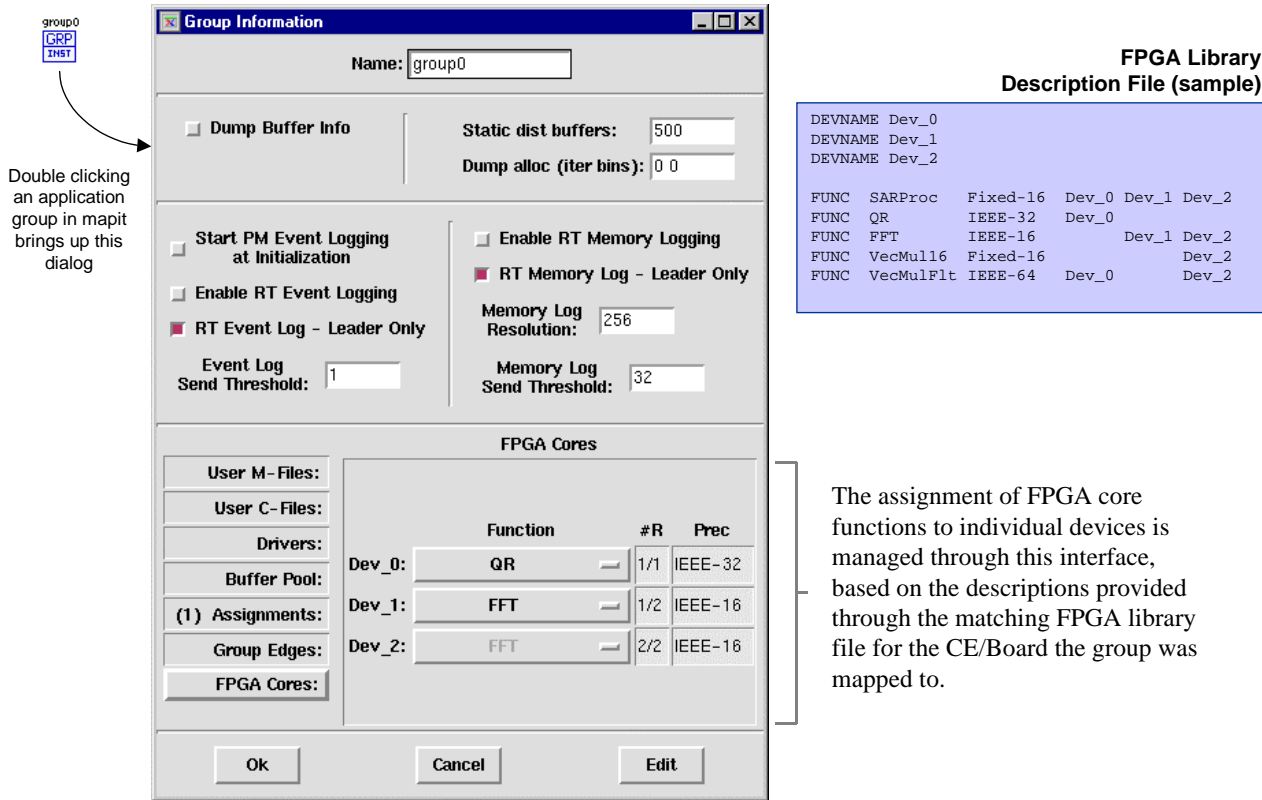 group0
GRP
INST
Double clicking
an application
group in mapit
brings up this
dialog
Group Information
Name: group0
Dump Buffer Info
Static dist buffers: 500
Dump alloc (iter bins): 0 0
Start PM Event Logging
at Initialization
Enable RT Event Logging
RT Event Log - Leader Only
Event Log
Send Threshold: 1
Enable RT Memory Logging
RT Memory Log - Leader Only
Memory Log
Resolution: 256
Memory Log
Send Threshold: 32
FPGA Cores
User M-Files:
User C-Files:
Drivers:
Buffer Pool:
(1) Assignments:
Group Edges:
FPGA Cores:
Function #R Prec
Dev_0: QR 1/1 IEEE-32
Dev_1: FFT 1/2 IEEE-16
Dev_2: FFT 2/2 IEEE-16
Ok Cancel Edit
FPGA Library
Description File (sample)
DEVNAME Dev_0
DEVNAME Dev_1
DEVNAME Dev_2
FUNC SARProc Fixed-16 Dev_0 Dev_1 Dev_2
FUNC QR IEEE-32 Dev_0
FUNC FFT IEEE-16 Dev_1 Dev_2
FUNC VecMul16 Fixed-16 Dev_2
FUNC VecMulFlt IEEE-64 Dev_0 Dev_2
The assignment of FPGA core
functions to individual devices is
managed through this interface,
based on the descriptions provided
through the matching FPGA library
file for the CE/Board the group was
mapped to.